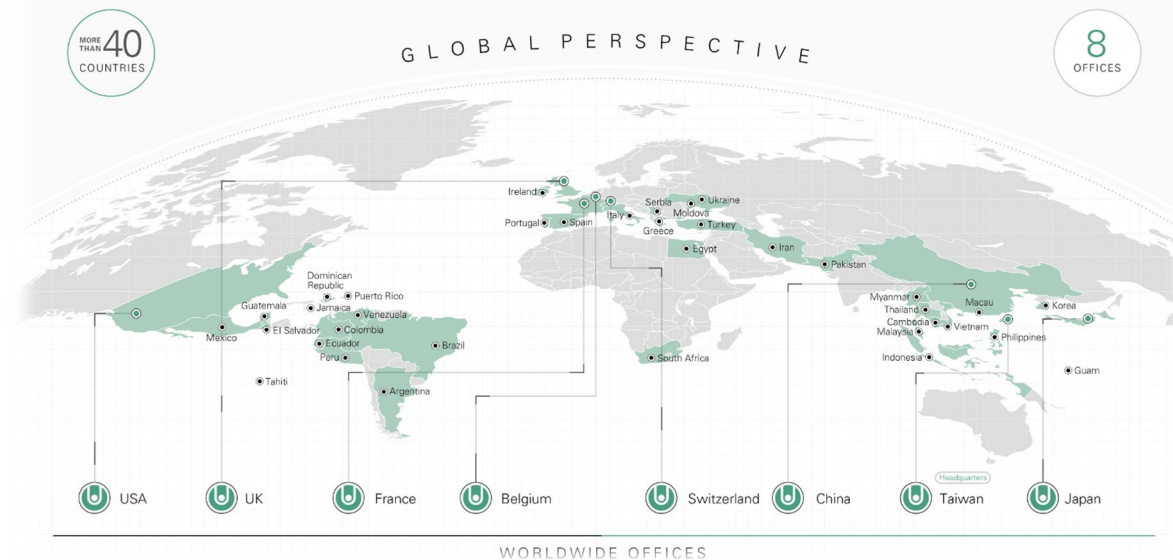 MORE
THAN 40
COUNTRIES
GLOBAL PERSPECTIVE
8
OFFICES
Ireland
Portugal
Spain
Italy
Serbia
Greece
Moldova
Ukraine
Turkey
Egypt
Iran
Pakistan
Dominican
Republic
Puerto Rico
Guatemala
Jamaica
Venezuela
Mexico
El Salvador
Colombia
Ecuador
Peru
Brazil
Tahiti
Argentina
South Africa
Myanmar
Macau
Korea
Thailand
Cambodia
Vietnam
Malaysia
Philippines
Indonesia
Guam
Headquarters
USA
UK
France
Belgium
Switzerland
China
Taiwan
Japan
WORLDWIDE OFFICES